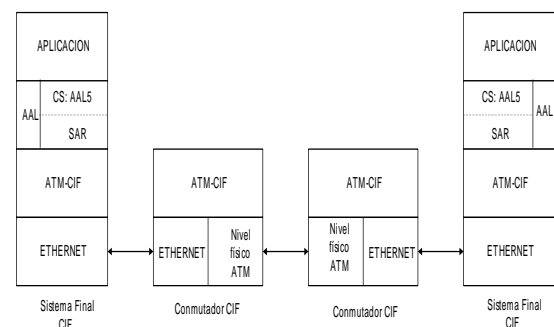 APLICACION
AAL
CS: AAL5
SAR
ATM-CIF
ETHERNET
Sistema Final
CIF
ATM-CIF
ETHERNET
Nivel
físico
ATM
Conmutador CIF
ATM-CIF
Nivel
físico
ATM
ETHERNET
Conmutador CIF
APLICACION
CS: AAL5
SAR
AAL
ATM-CIF
ETHERNET
Sistema Final
CIF